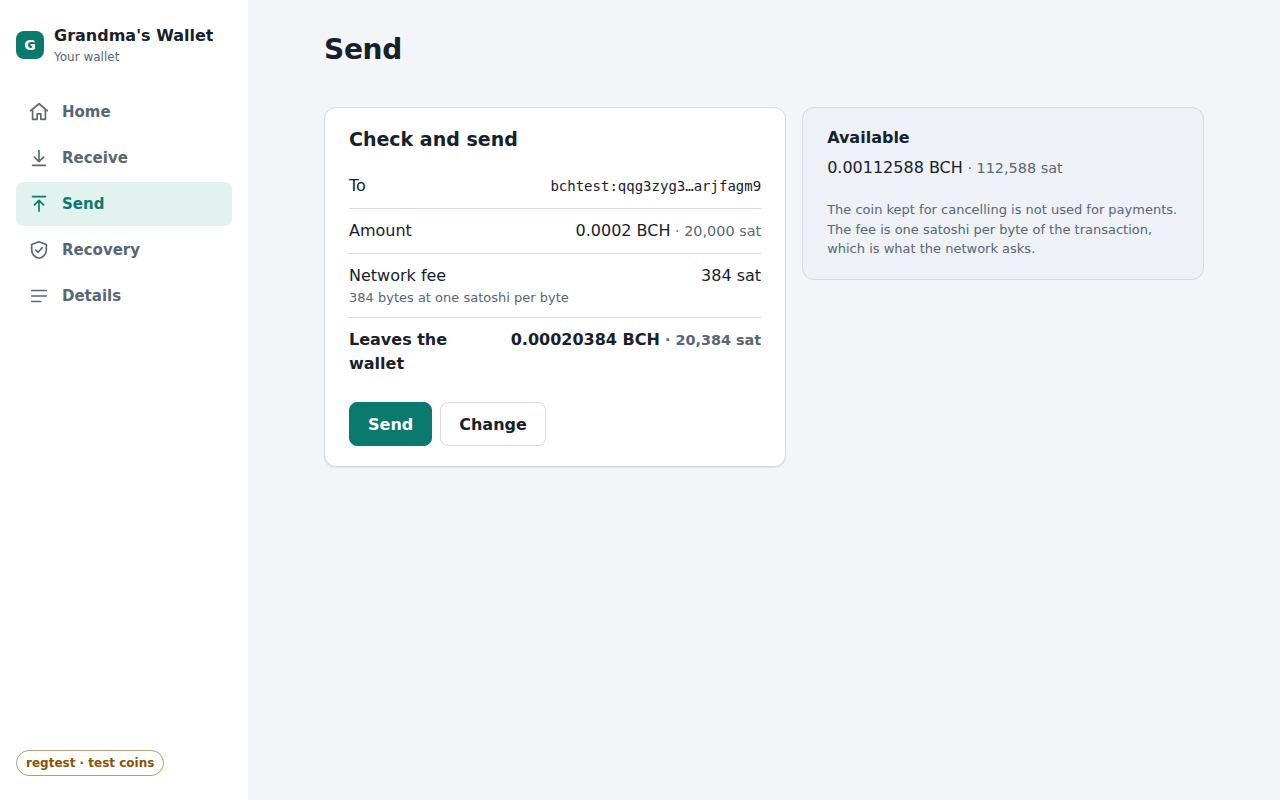 G
Grandma's Wallet
Your wallet
Home
Receive
Send
Recovery
Details
regtest · test coins
Send
Check and send
To bchtest:qqg3zyg3…arjfagm9
Amount 0.0002 BCH · 20,000 sat
Network fee 384 sat
384 bytes at one satoshi per byte
Leaves the 0.00020384 BCH · 20,384 sat
wallet
Send Change
Available
0.00112588 BCH · 112,588 sat
The coin kept for cancelling is not used for payments.
The fee is one satoshi per byte of the transaction,
which is what the network asks.